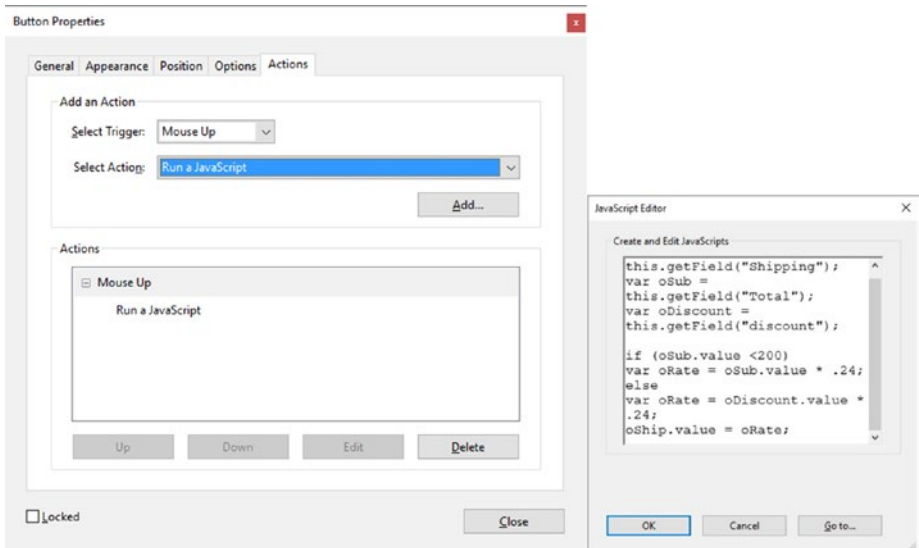 Button Properties
x
General Appearance Position Options Actions
Add an Action
Select Trigger: Mouse Up
Select Action: Run a JavaScript
Add...
Actions
Mouse Up
Run a JavaScript
Up Down Edit Delete
Locked
Close
JavaScript Editor
Create and Edit JavaScripts
this.getField("Shipping");
var oSub =
this.getField("Total");
var oDiscount =
this.getField("discount");
if (oSub.value <200)
var oRate = oSub.value * .24;
else
var oRate = oDiscount.value *
.24;
oShip.value = oRate;
OK Cancel Go to...